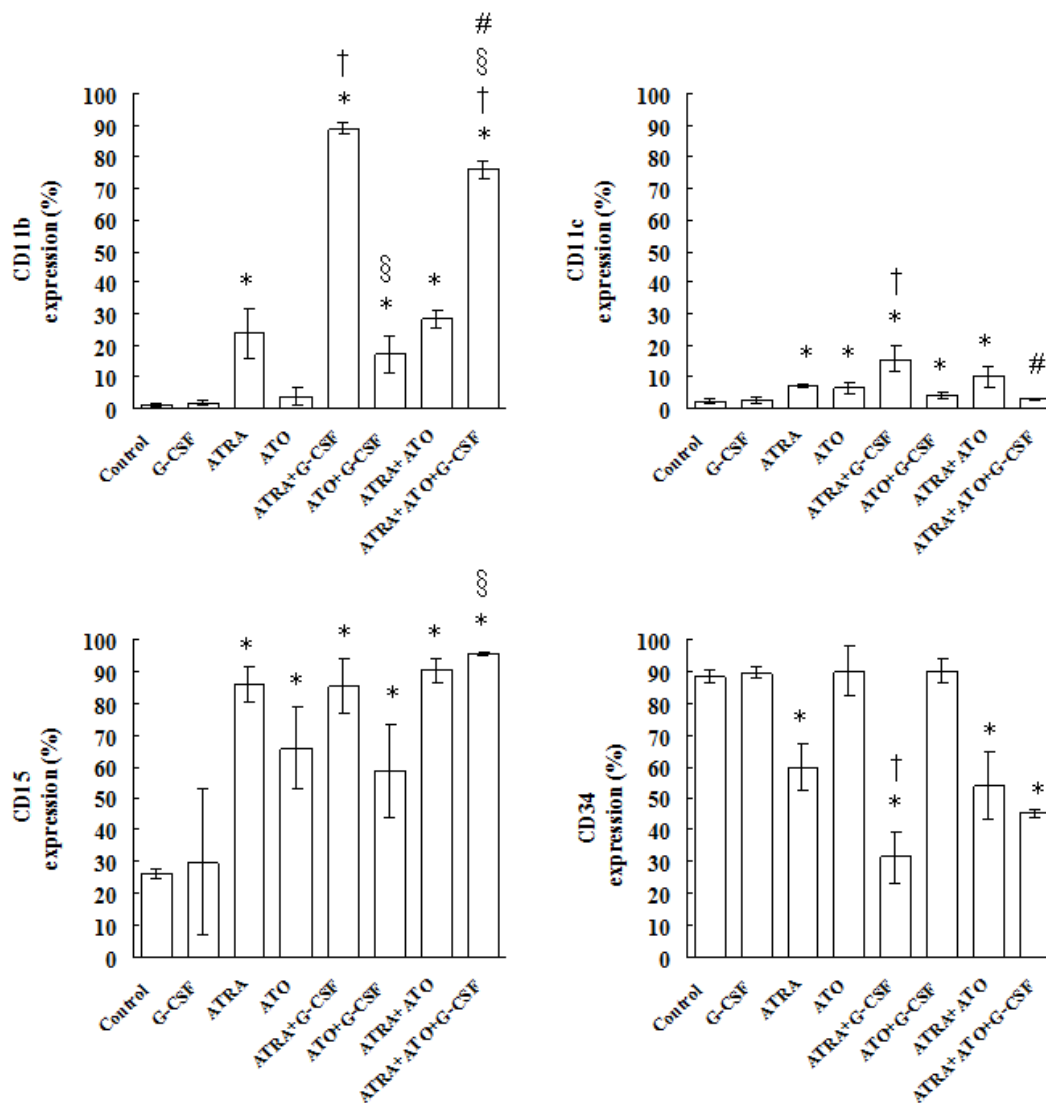 #
† §
* † *
100
90
80
70
60
50
40
30
20
10
0
CD11b
expression (%)
*
§
*
*
Control
G-CSF
ATRA
ATO
ATRA+G-CSF
ATO+G-CSF
ATRA+ATO
ATRA+ATO+G-CSF
100
90
80
70
60
50
40
30
20
10
0
CD11c
expression (%)
* * † * * * #
Control
G-CSF
ATRA
ATO
ATRA+G-CSF
ATO+G-CSF
ATRA+ATO
ATRA+ATO+G-CSF
100
90
80
70
60
50
40
30
20
10
0
CD15
expression (%)
* * * * * § *
Control
G-CSF
ATRA
ATO
ATRA+G-CSF
ATO+G-CSF
ATRA+ATO
ATRA+ATO+G-CSF
100
90
80
70
60
50
40
30
20
10
0
CD34
expression (%)
* † * * *
Control
G-CSF
ATRA
ATO
ATRA+G-CSF
ATO+G-CSF
ATRA+ATO
ATRA+ATO+G-CSF